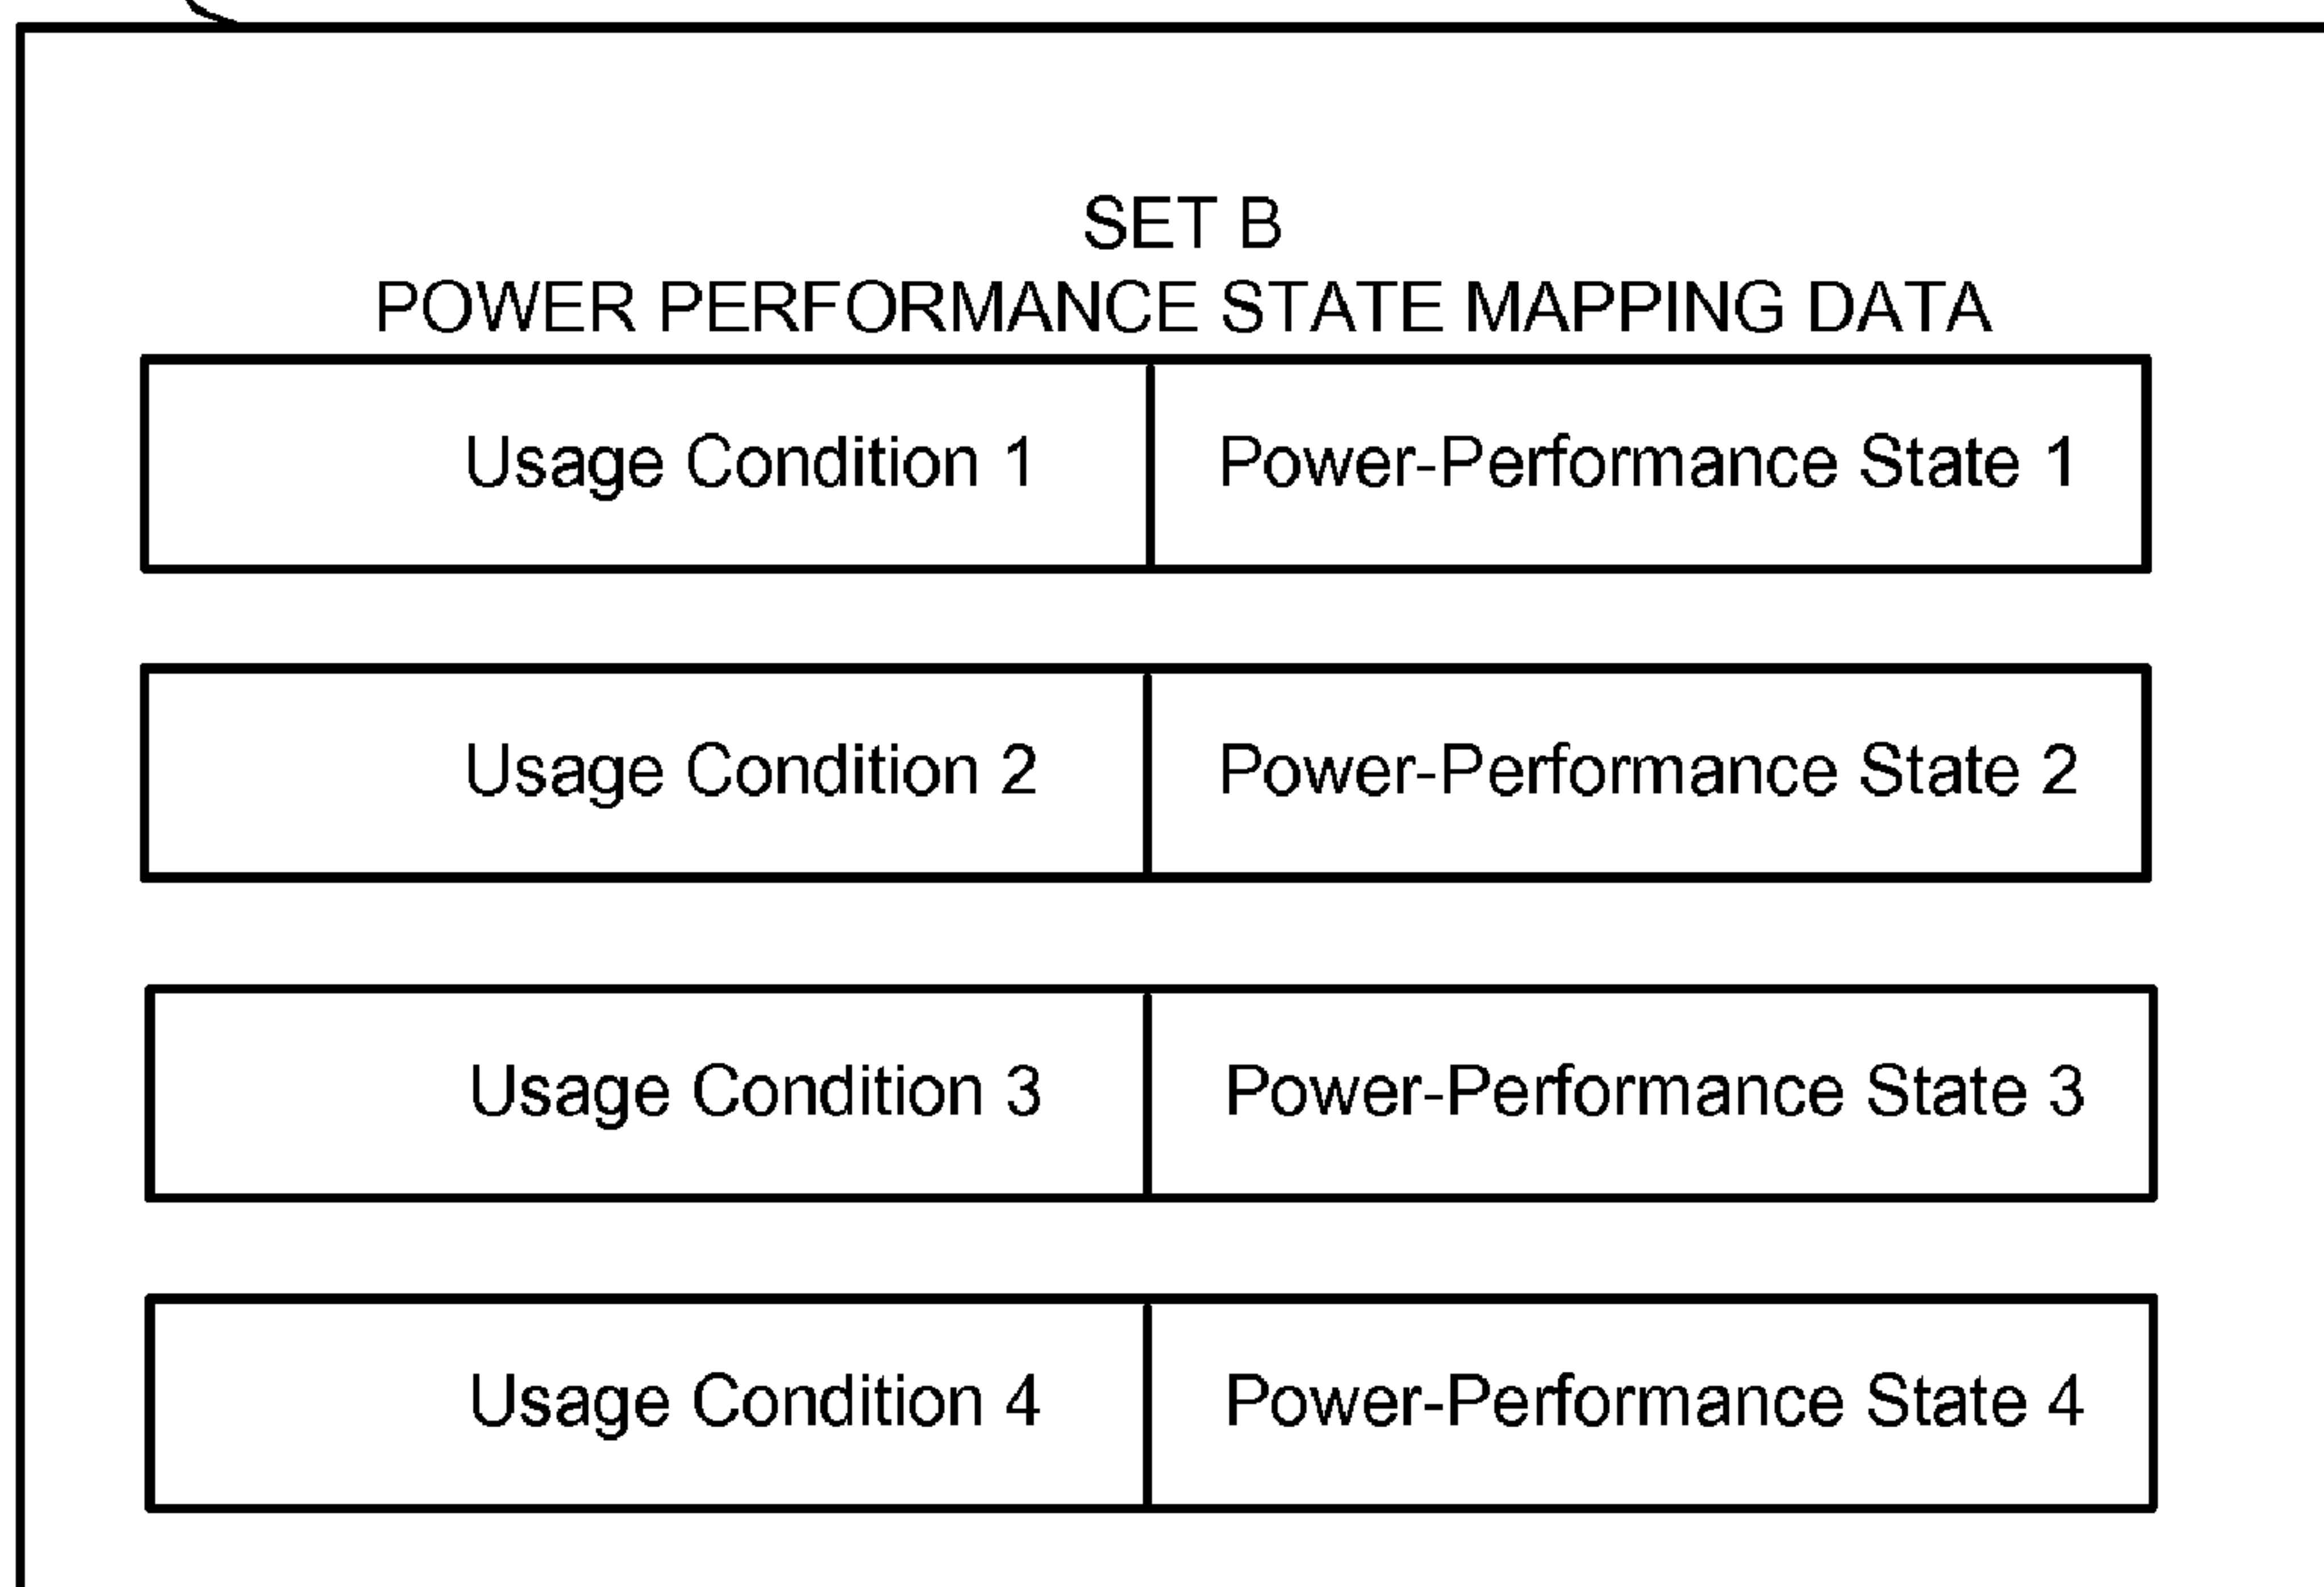 SET B
POWER PERFORMANCE STATE MAPPING DATA
Usage Condition 1 Power-Performance State 1
Usage Condition 2 Power-Performance State 2
Usage Condition 3 Power-Performance State 3
Usage Condition 4 Power-Performance State 4